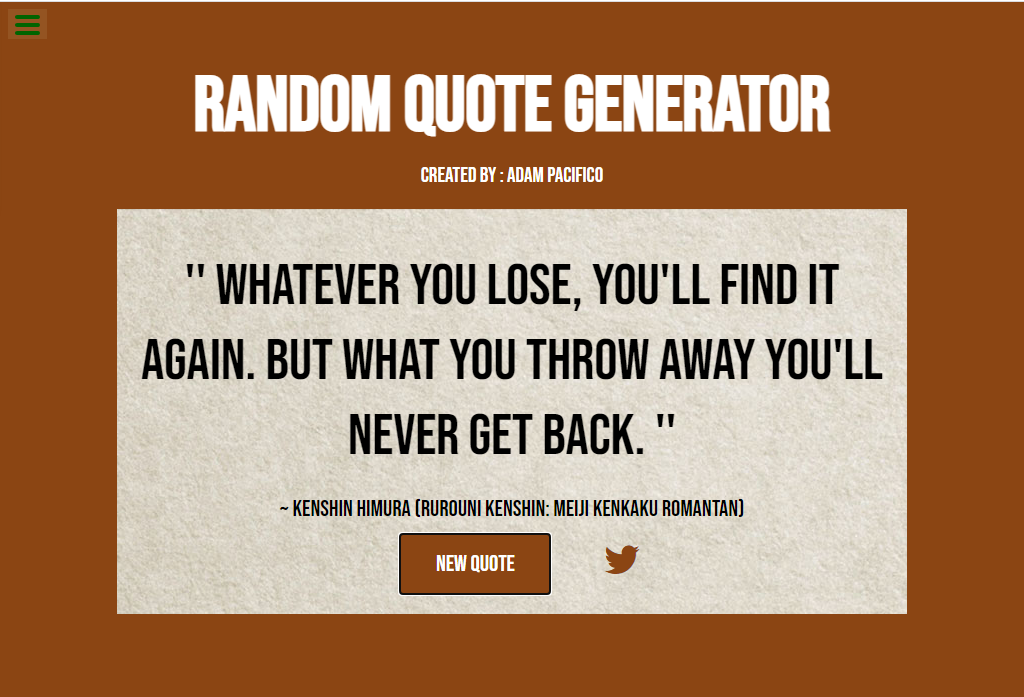 RANDOM QUOTE GENERATOR
CREATED BY : ADAM PACIFICO
" WHATEVER YOU LOSE, YOU'LL FIND IT
AGAIN. BUT WHAT YOU THROW AWAY YOU'LL
NEVER GET BACK. "
~ KENSHIN HIMURA (RUROUNI KENSHIN: MEIJI KENKAKU ROMANTAN)
NEW QUOTE